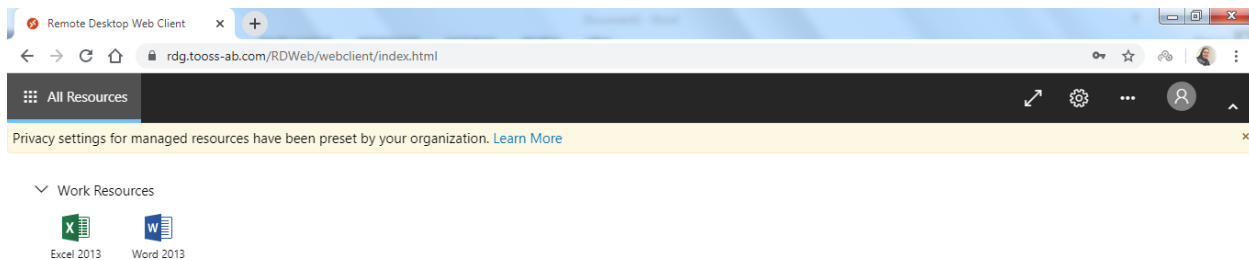 Remote Desktop Web Client
rdg.tooss-ab.com/RDWeb/webclient/index.html
All Resources
Privacy settings for managed resources have been preset by your organization. Learn More
Work Resources
Excel 2013 Word 2013